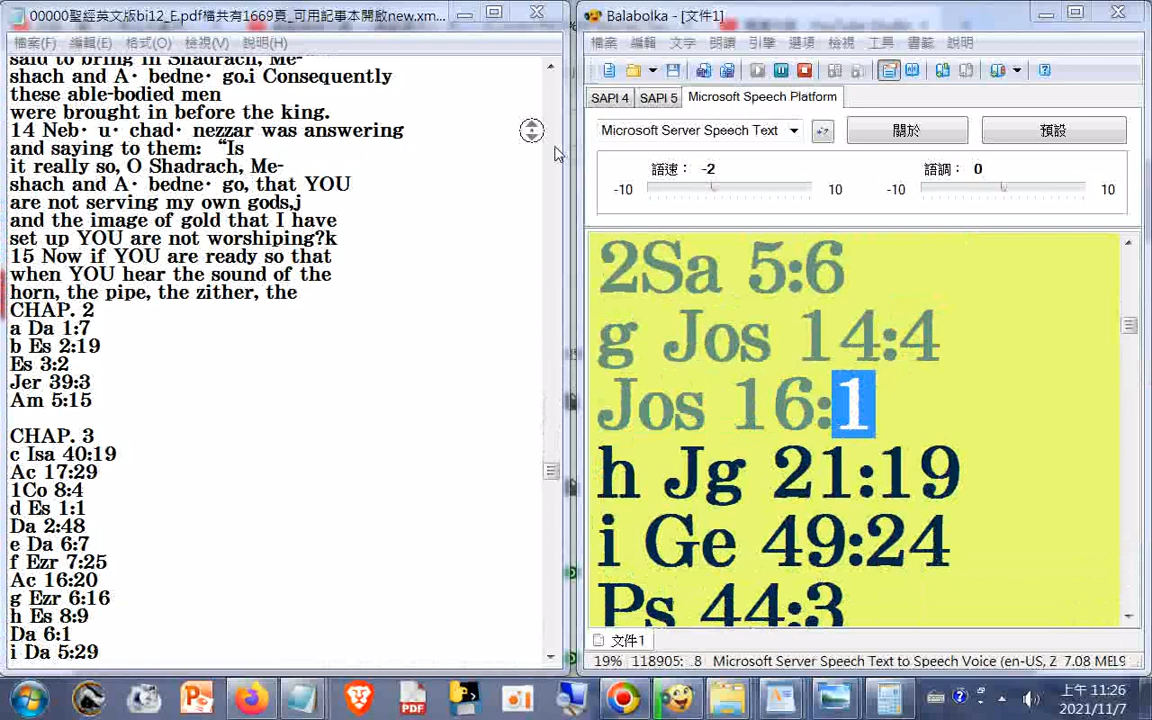 00000聖經英文版bi12_E.pdf檔共有1669頁_可用記事本開啟new.xm...
檔案(F) 編輯(E) 格式(O) 檢視(V) 說明(H)
said to bring in Shadrach, Me-
shach and A· bedne· go.i Consequently
these able-bodied men
were brought in before the king.
14 Neb· u· chad· nezzar was answering
and saying to them: “Is
it really so, O Shadrach, Me-
shach and A· bedne· go, that YOU
are not serving my own gods,j
and the image of gold that I have
set up YOU are not worshiping?k
15 Now if YOU are ready so that
when YOU hear the sound of the
horn, the pipe, the zither, the
CHAP. 2
a Da 1:7
b Es 2:19
Es 3:2
Jer 39:3
Am 5:15
CHAP. 3
c Isa 40:19
Ac 17:29
1Co 8:4
d Es 1:1
Da 2:48
e Da 6:7
f Ezr 7:25
Ac 16:20
g Ezr 6:16
h Es 8:9
Da 6:1
i Da 5:29
Balabolka - [文件1]
檔案 編輯 文字 朗讀 引擎 選項 檢視 工具 書籤 說明
SAPI 4 SAPI 5 Microsoft Speech Platform
Microsoft Server Speech Text
關於 預設
語速： -2 語調： 0
-10 10 -10 10
2Sa 5:6
g Jos 14:4
Jos 16:1
h Jg 21:19
i Ge 49:24
Ps 44:3
文件1
19% 118905: .8 Microsoft Server Speech Text to Speech Voice (en-US, Z 7.08 MB
PDF
上午 11:26
2021/11/7